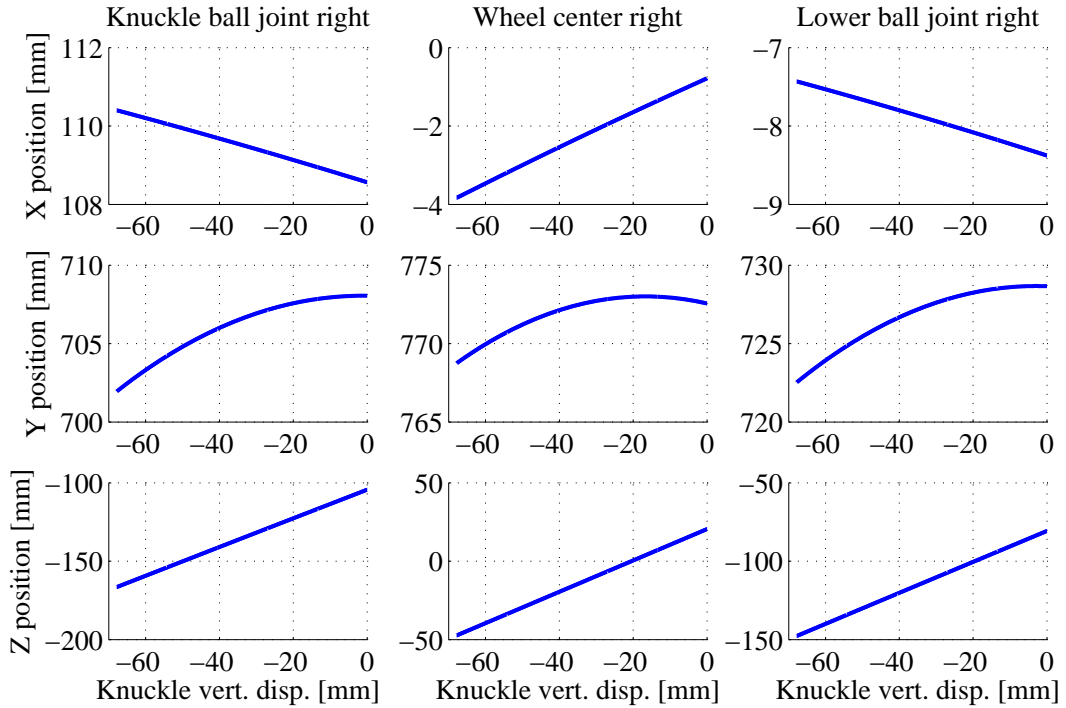 Knuckle ball joint right Wheel center right Lower ball joint right
X position [mm]
112
110
108
−60 −40 −20 0
0
−2
−4
−60 −40 −20 0
−7
−8
−9
−60 −40 −20 0
Y position [mm]
710
705
700
−60 −40 −20 0
775
770
765
−60 −40 −20 0
730
725
720
−60 −40 −20 0
Z position [mm]
−100
−150
−200
−60 −40 −20 0
Knuckle vert. disp. [mm]
50
0
−50
−60 −40 −20 0
Knuckle vert. disp. [mm]
−50
−100
−150
−60 −40 −20 0
Knuckle vert. disp. [mm]